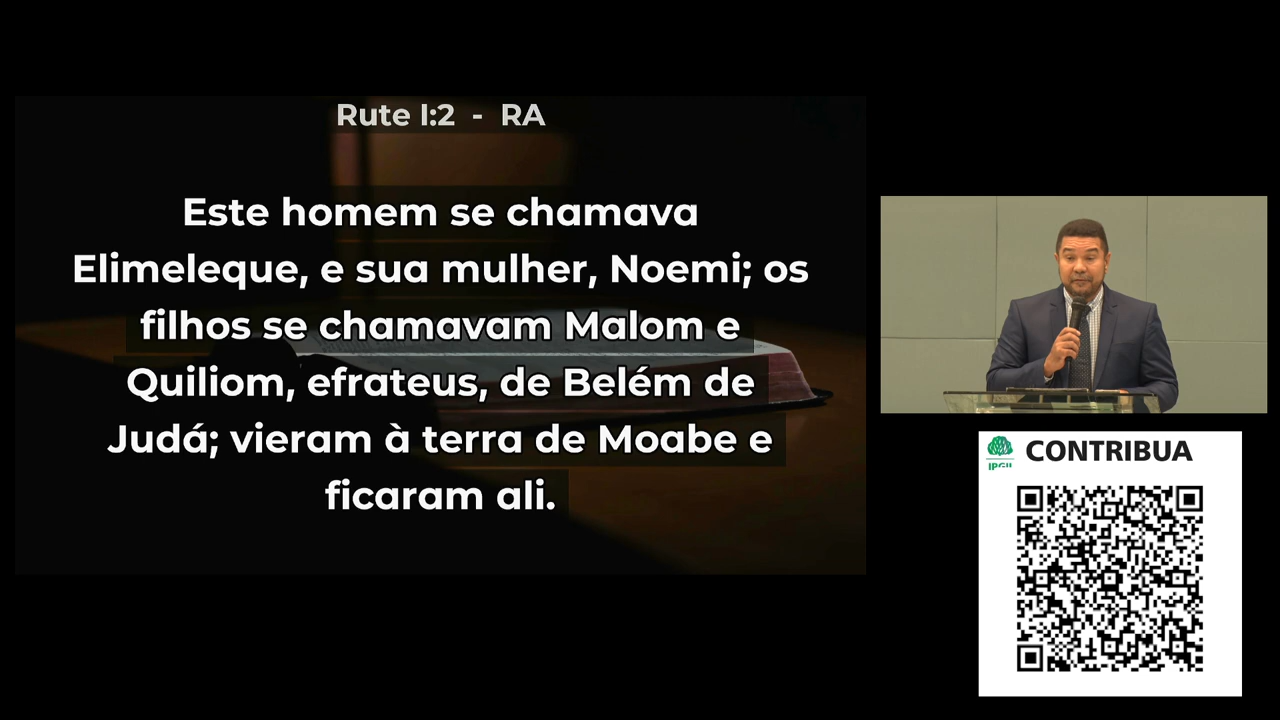 Rute I:2 - RA
Este homem se chamava
Elimeleque, e sua mulher, Noemi; os
filhos se chamavam Malom e
Quiliom, efrateus, de Belém de
Judá; vieram à terra de Moabe e
ficaram ali.
CONTRIBUA